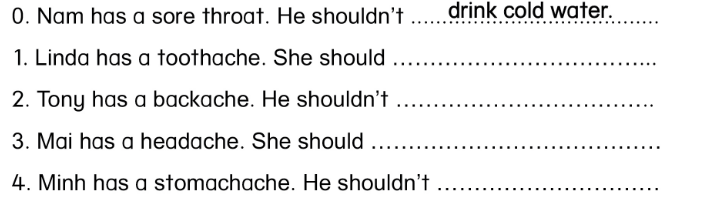 0. Nam has a sore throat. He shouldn't ......drink cold water.........
1. Linda has a toothache. She should ....................................
2. Tony has a backache. He shouldn't ...................................
3. Mai has a headache. She should .......................................
4. Minh has a stomachache. He shouldn't ..............................